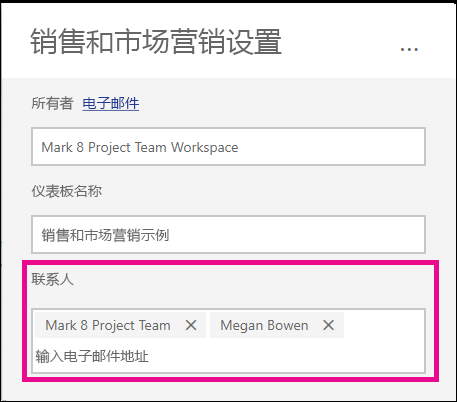 销售和市场营销设置 ...
所有者 电子邮件
Mark 8 Project Team Workspace
仪表板名称
销售和市场营销示例
联系人
Mark 8 Project Team Megan Bowen
输入电子邮件地址